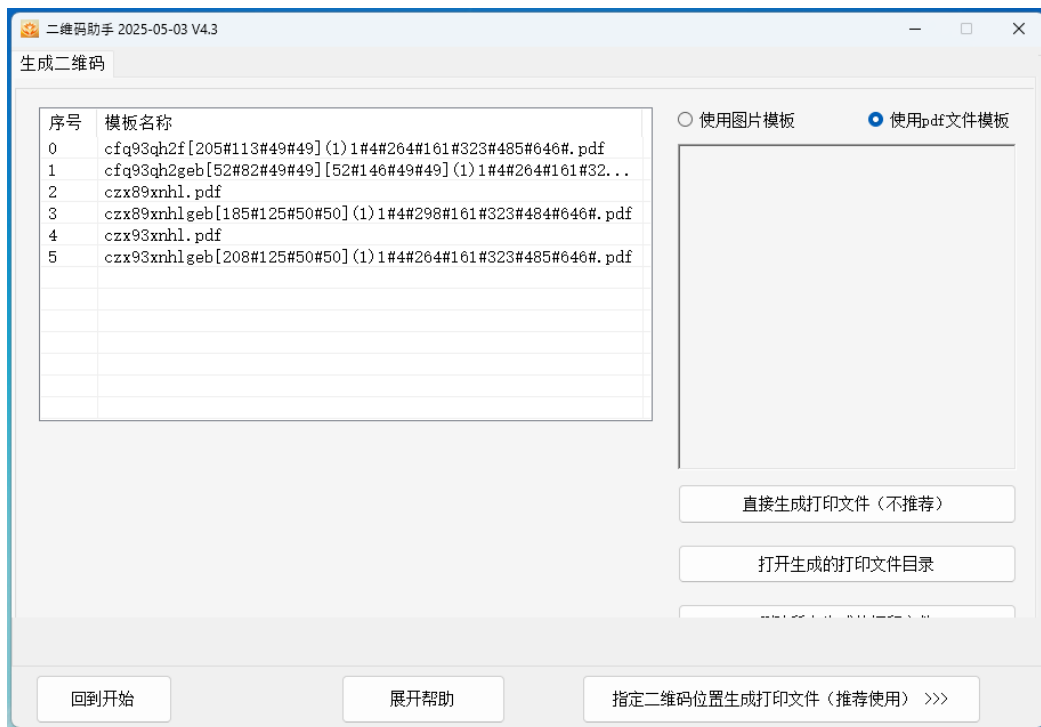 二维码助手 2025-05-03 V4.3
生成二维码
序号 模板名称
0 cfq93qh2f[205#113#49#49](1)1#4#264#161#323#485#646#.pdf
1 cfq93qh2geb[52#82#49#49][52#146#49#49](1)1#4#264#161#32...
2 czx89xnhl.pdf
3 czx89xnhlgeb[185#125#50#50](1)1#4#298#161#323#484#646#.pdf
4 czx93xnhl.pdf
5 czx93xnhlgeb[208#125#50#50](1)1#4#264#161#323#485#646#.pdf
使用图片模板 使用pdf文件模板
直接生成打印文件（不推荐）
打开生成的打印文件目录
回到开始 展开帮助 指定二维码位置生成打印文件（推荐使用） >>>